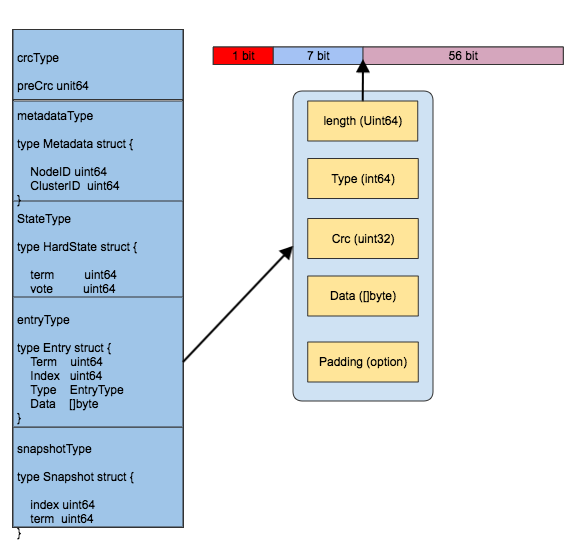 crcType
preCrc unit64
metadataType
type Metadata struct {
NodeID uint64
ClusterID uint64
}
StateType
type HardState struct {
term uint64
vote uint64
entryType
type Entry struct {
Term uint64
Index uint64
Type EntryType
Data []byte
}
snapshotType
type Snapshot struct {
index uint64
term uint64
}
1 bit 7 bit 56 bit
length (Uint64)
Type (int64)
Crc (uint32)
Data ([]byte)
Padding (option)